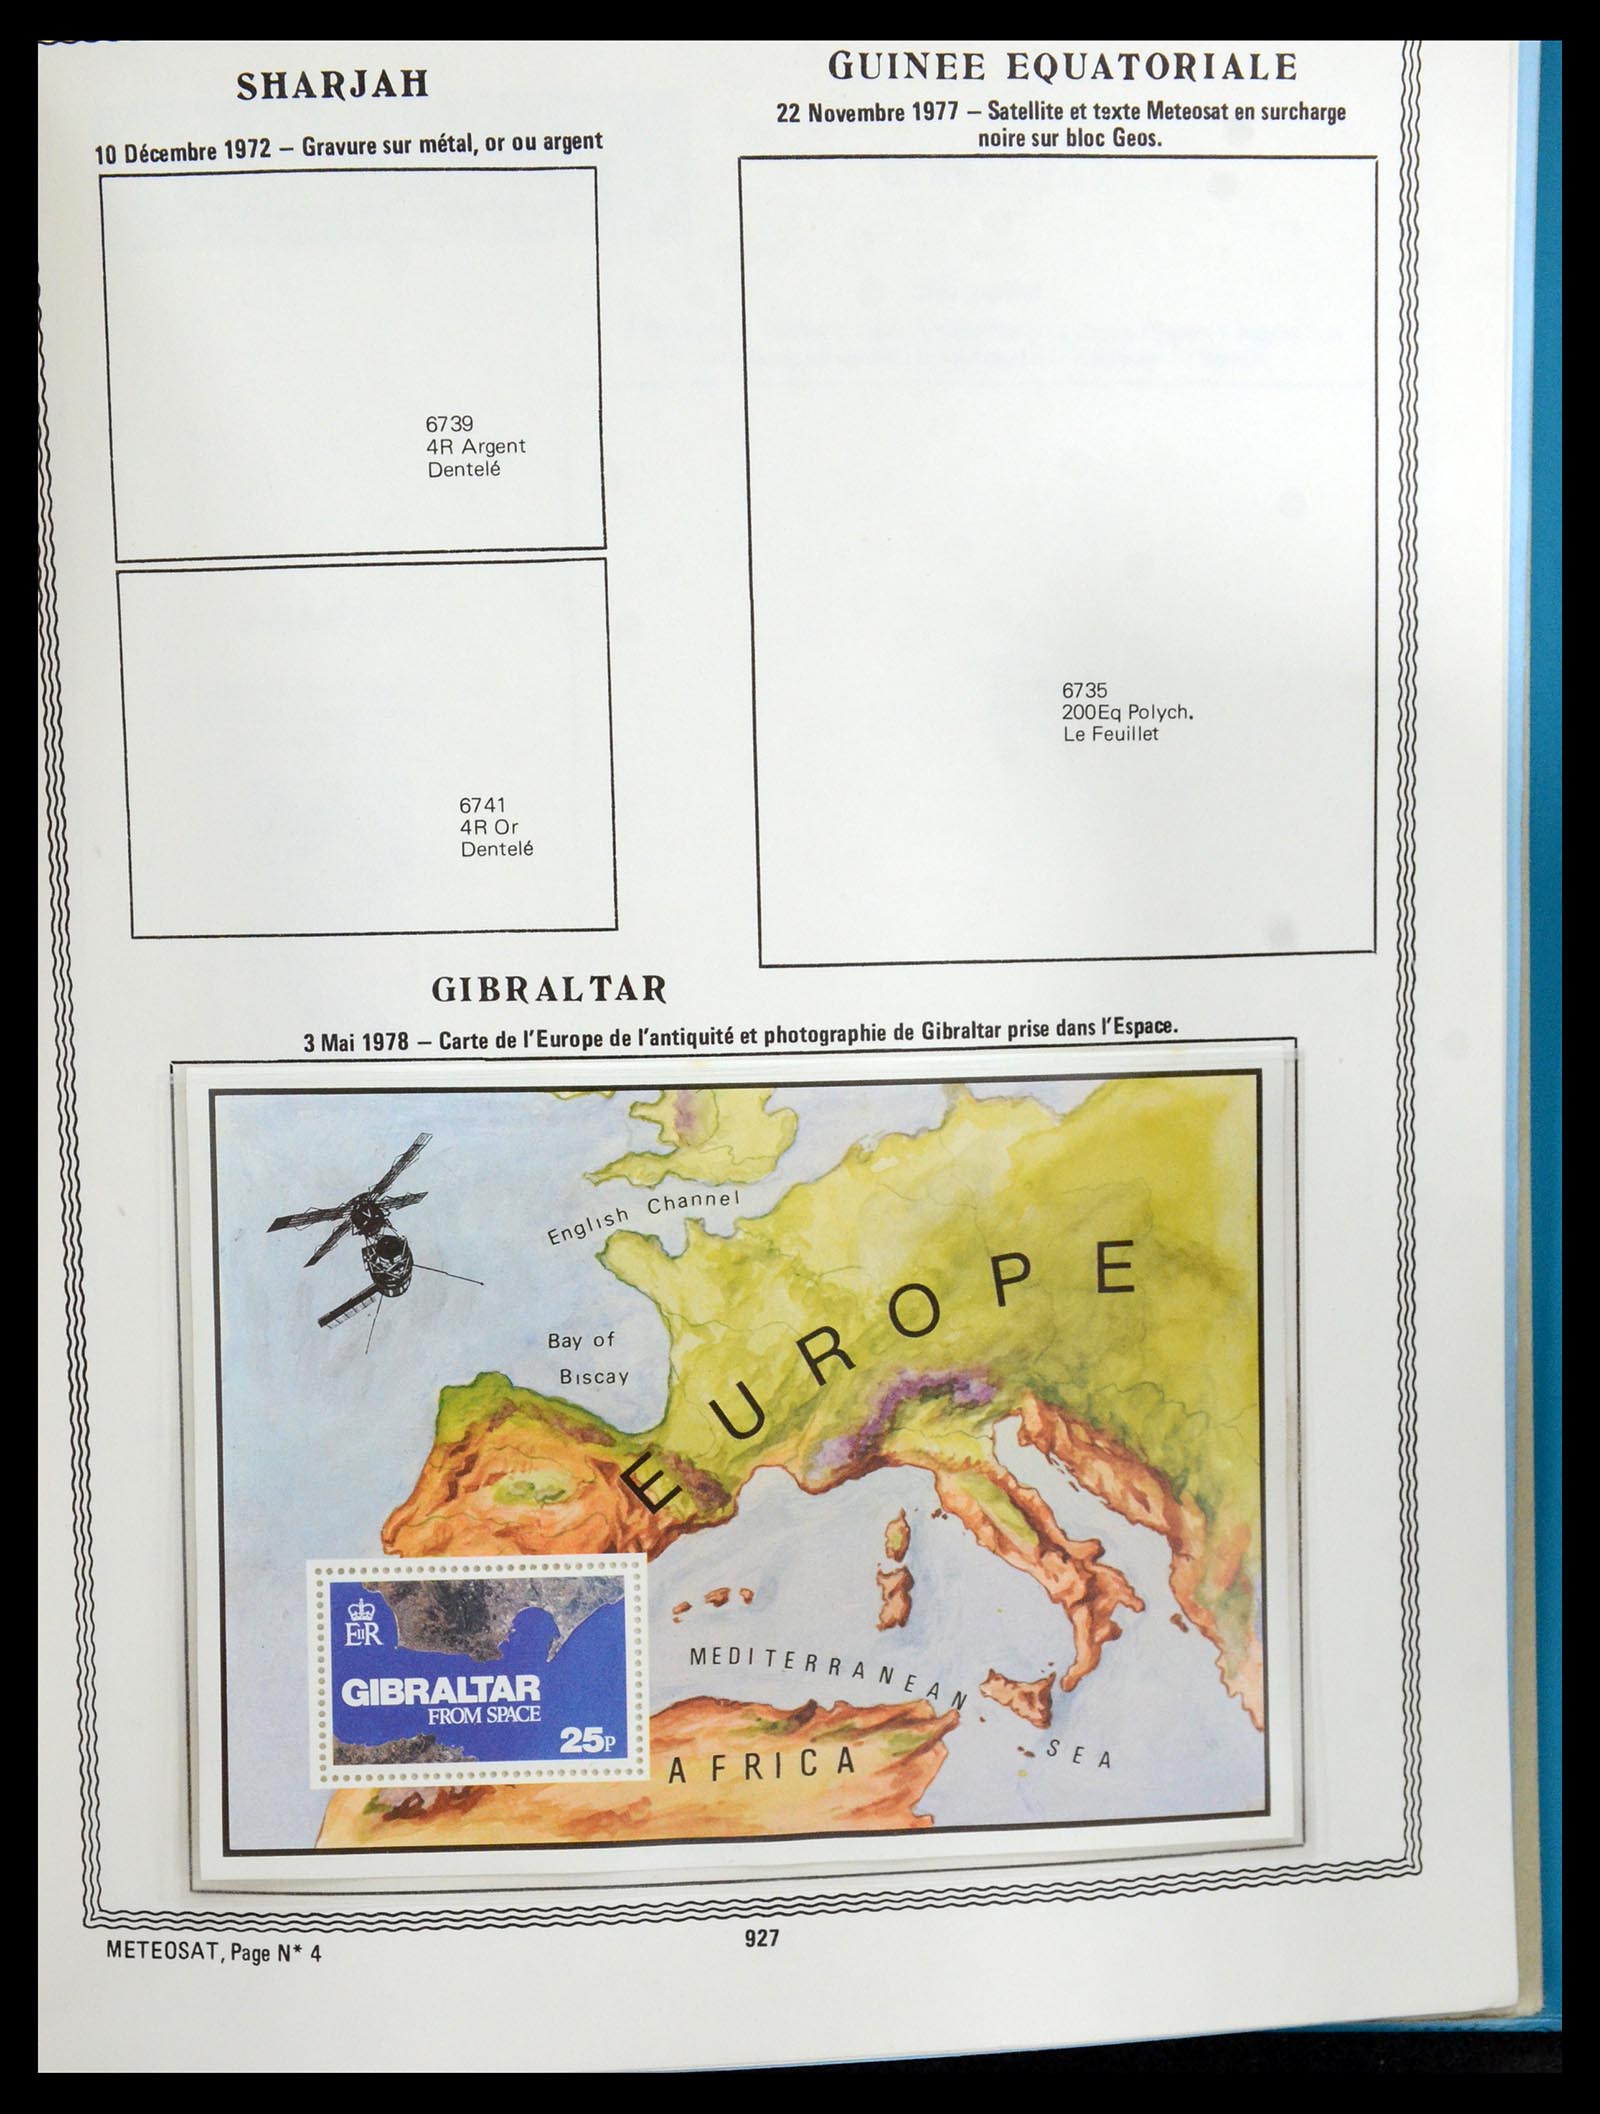 SHARJAH
10 Décembre 1972 — Gravure sur métal, or ou argent
6739
4R Argent
Dentelé
6741
4R Or
Dentelé
GUINEE EQUATORIALE
22 Novembre 1977 — Satellite et texte Meteosat en surcharge
noire sur bloc Geos.
6735
200Eq Polych.
Le Feuillet
GIBRALTAR
3 Mai 1978 — Carte de l'Europe de l'antiquité et photographie de Gibraltar prise dans l'Espace.
English Channel
EUROPE
Bay of
Biscay
MEDITERRANEAN
SEA
AFRICA
EIIR
GIBRALTAR
FROM SPACE
25P
METEOSAT, Page N* 4
927